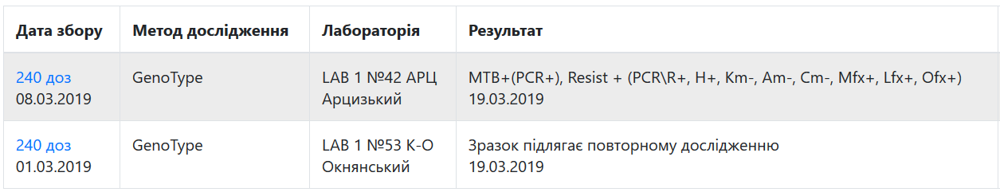 Дата збору Метод дослідження Лабораторія Результат
240 доз GenoType LAB 1 №42 АРЦ MTB+(PCR+), Resist + (PCR\R+, H+, Km-, Am-, Cm-, Mfx+, Lfx+, Ofx+)
08.03.2019 Арцизький 19.03.2019
240 доз GenoType LAB 1 №53 К-О Зразок підлягає повторному дослідженню
01.03.2019 Окнянський 19.03.2019